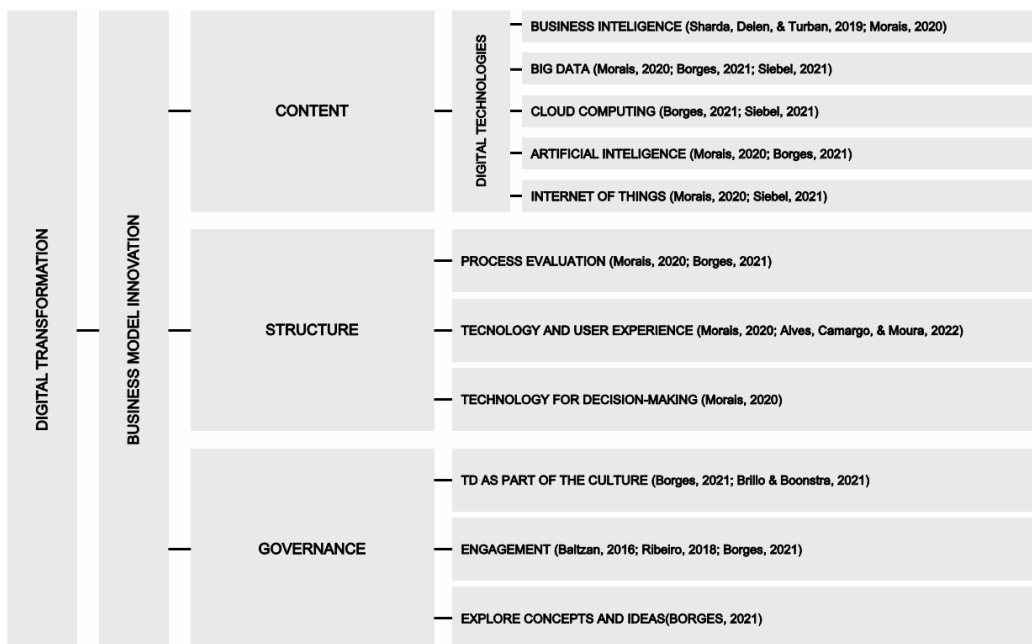 DIGITAL TRANSFORMATION
BUSINESS MODEL INNOVATION
CONTENT
DIGITAL TECHNOLOGIES
BUSINESS INTELIGENCE (Sharda, Delen, & Turban, 2019; Morais, 2020)
BIG DATA (Morais, 2020; Borges, 2021; Siebel, 2021)
CLOUD COMPUTING (Borges, 2021; Siebel, 2021)
ARTIFICIAL INTELIGENCE (Morais, 2020; Borges, 2021)
INTERNET OF THINGS (Morais, 2020; Siebel, 2021)
STRUCTURE
PROCESS EVALUATION (Morais, 2020; Borges, 2021)
TECNOLOGY AND USER EXPERIENCE (Morais, 2020; Alves, Camargo, & Moura, 2022)
TECHNOLOGY FOR DECISION-MAKING (Morais, 2020)
GOVERNANCE
TD AS PART OF THE CULTURE (Borges, 2021; Brillo & Boonstra, 2021)
ENGAGEMENT (Baltzan, 2016; Ribeiro, 2018; Borges, 2021)
EXPLORE CONCEPTS AND IDEAS(BORGES, 2021)